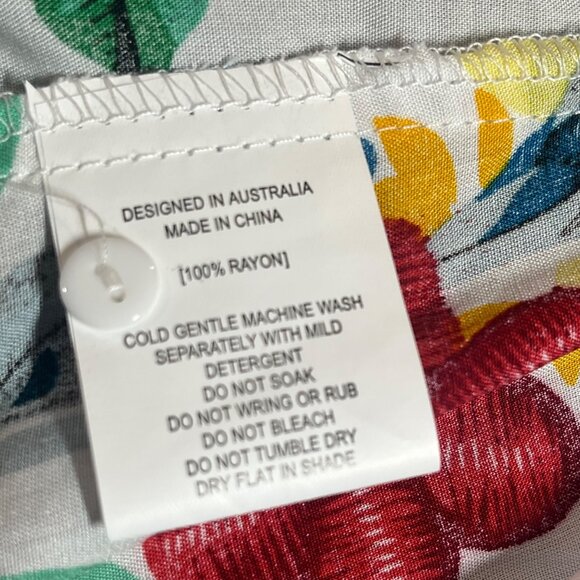 DESIGNED IN AUSTRALIA
MADE IN CHINA
[100% RAYON]
COLD GENTLE MACHINE WASH
SEPARATELY WITH MILD
DETERGENT
DO NOT SOAK
DO NOT WRING OR RUB
DO NOT BLEACH
DO NOT TUMBLE DRY
DRY FLAT IN SHADE